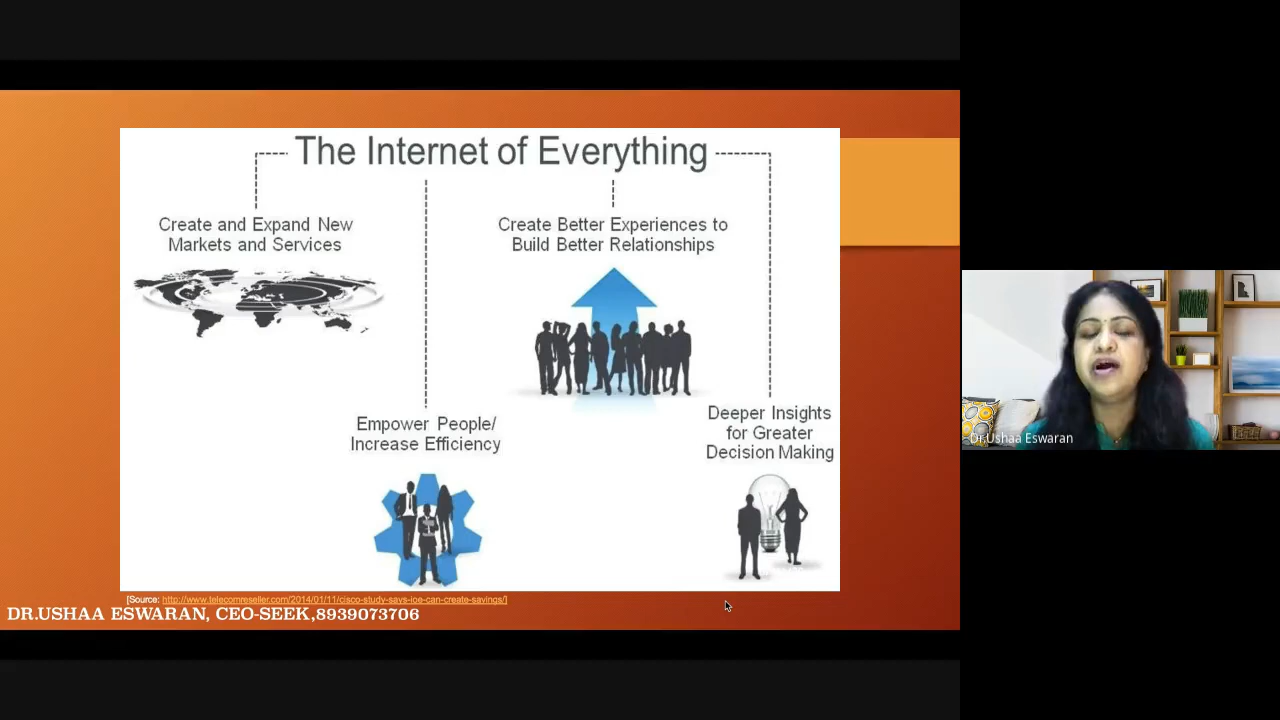 The Internet of Everything
Create and Expand New
Markets and Services
Create Better Experiences to
Build Better Relationships
Empower People/
Increase Efficiency
Deeper Insights
for Greater
Decision Making
[Source: http://www.telecomreseller.com/2014/01/11/cisco-study-says-ioe-can-create-savings/]
DR.USHAA ESWARAN, CEO-SEEK,8939073706
Dr.Ushaa Eswaran